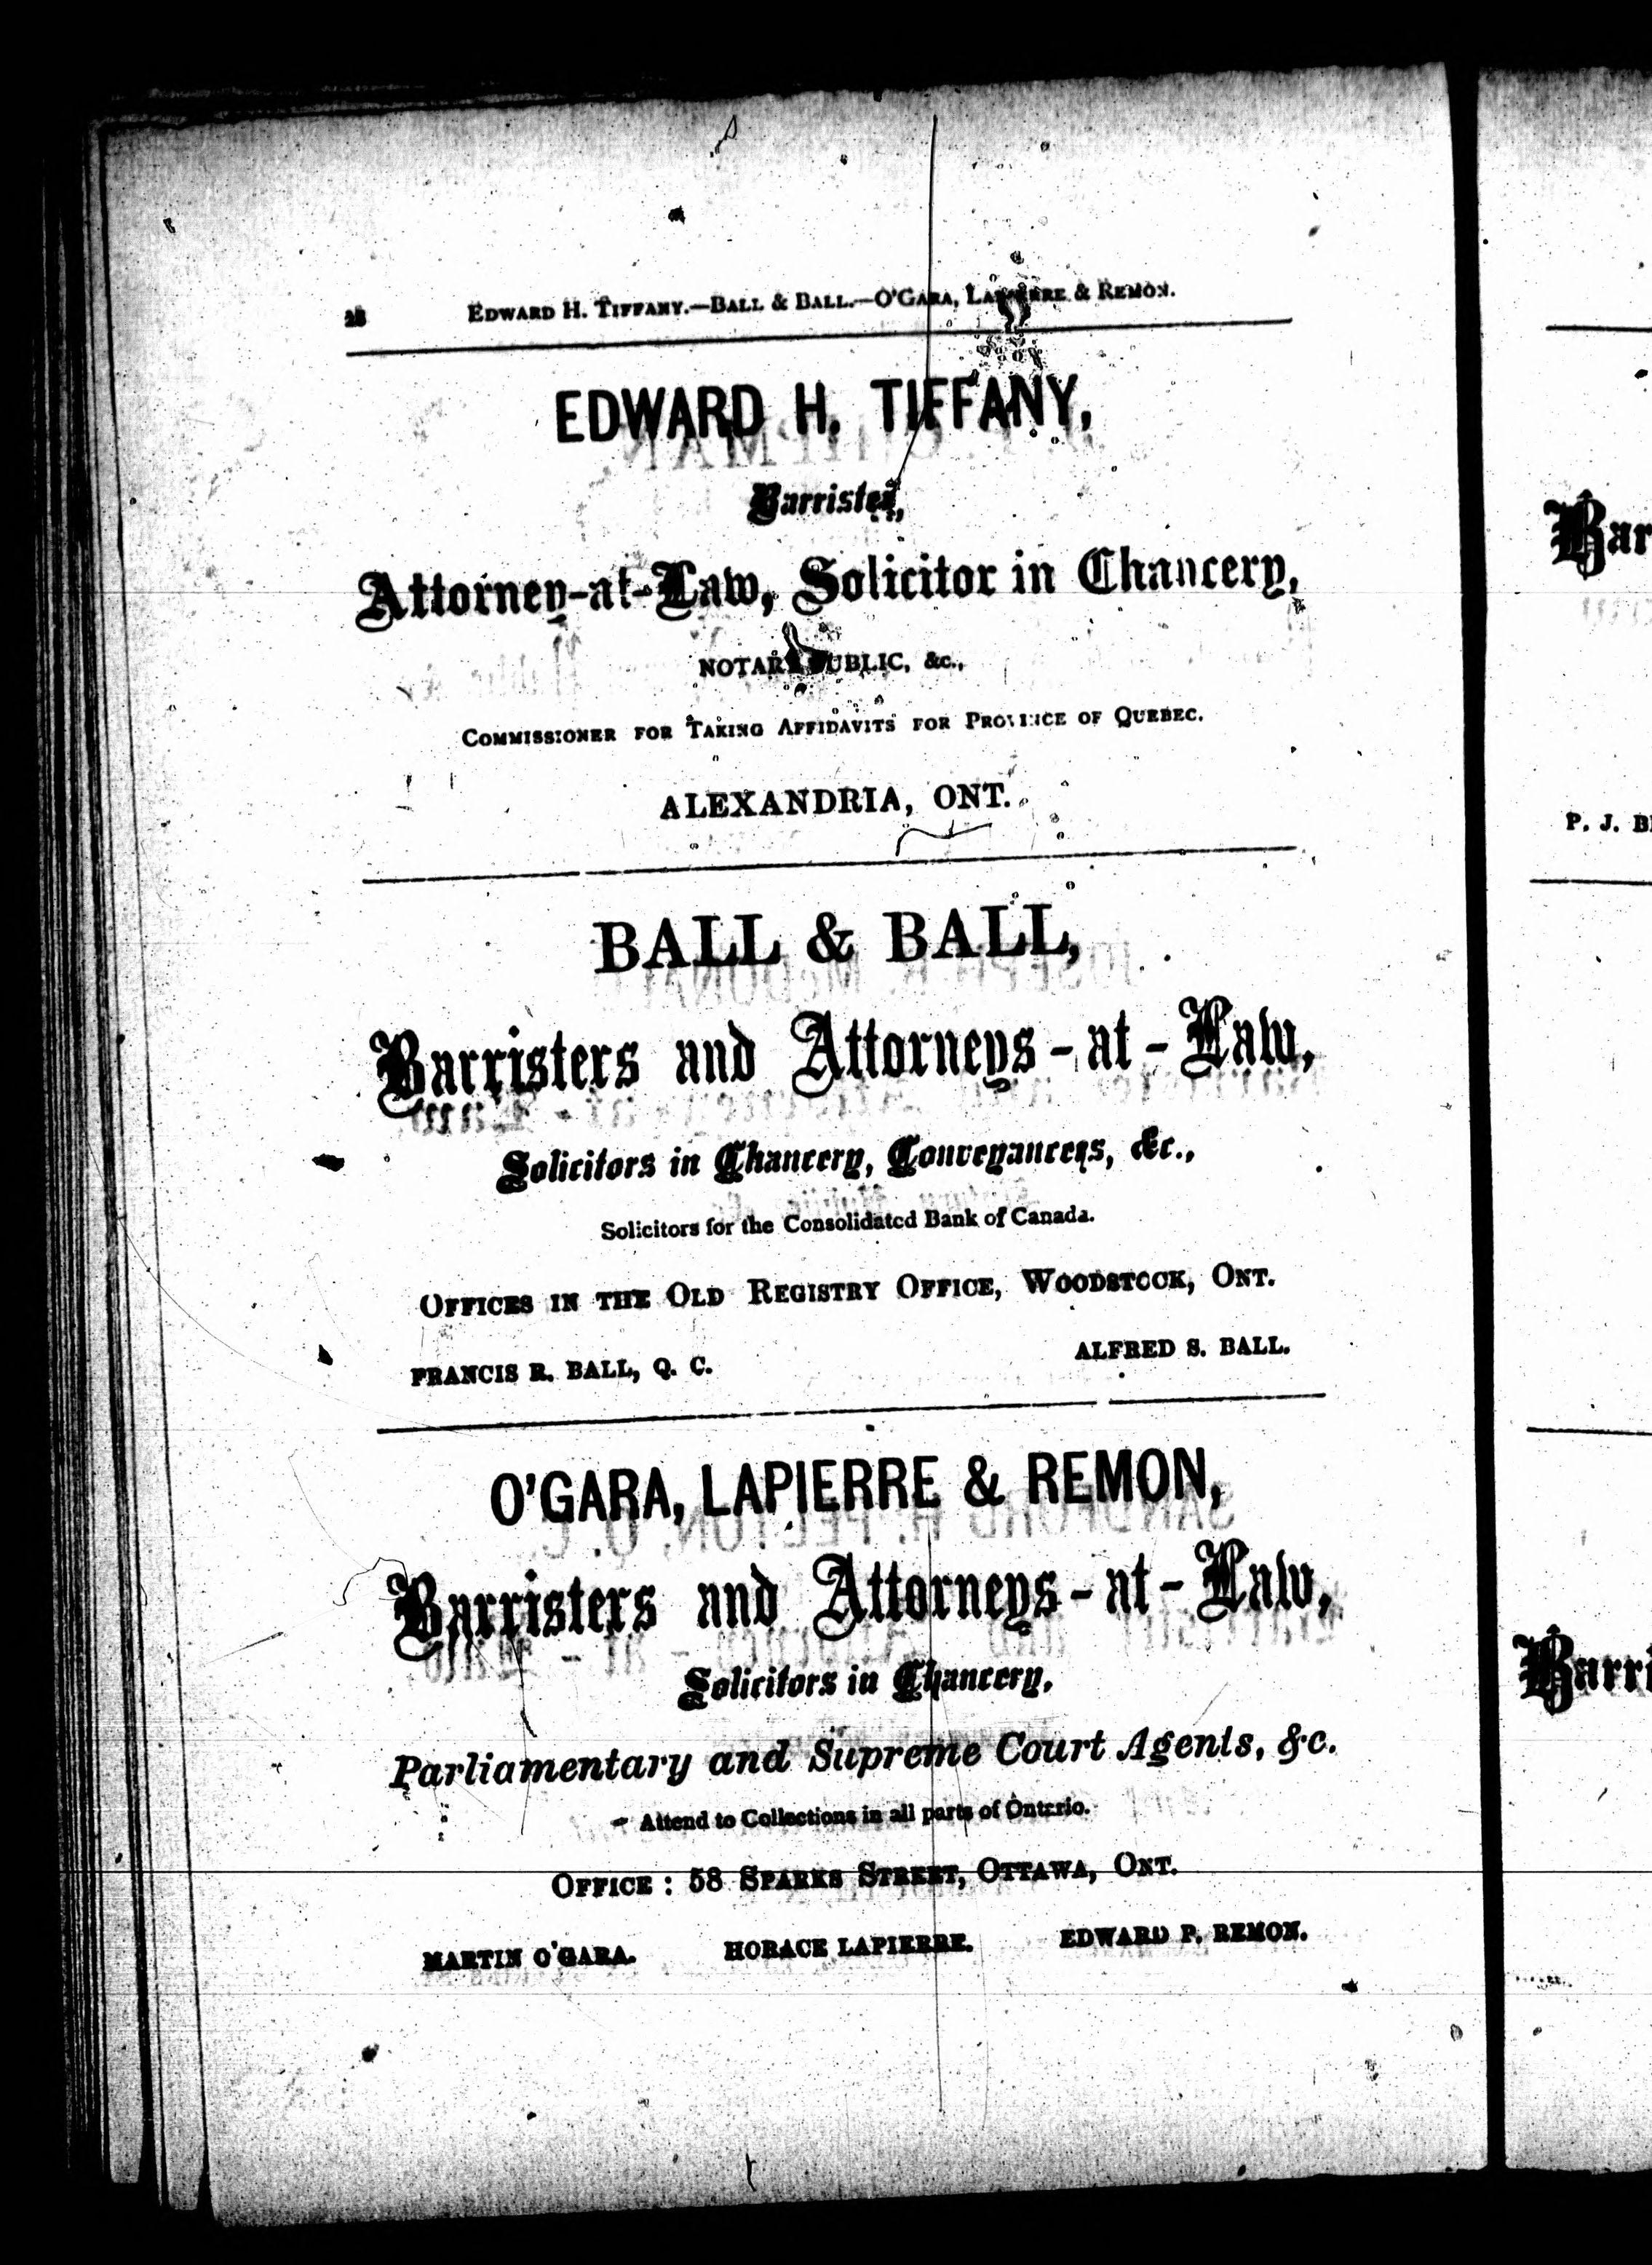 EDWARD H. TIFFANY.—BALL & BALL.—O'GARA, LAPIERRE & REMON.
EDWARD H. TIFFANY,
Barrister,
Attorney-at-Law, Solicitor in Chancery,
NOTARY PUBLIC, &c.,
COMMISSIONER FOR TAKING AFFIDAVITS FOR PROVINCE OF QUEBEC.
ALEXANDRIA, ONT.
BALL & BALL,
Barristers and Attorneys-at-Law,
Solicitors in Chancery, Conveyancers, &c.,
Solicitors for the Consolidated Bank of Canada.
OFFICES IN THE OLD REGISTRY OFFICE, WOODSTOCK, ONT.
FRANCIS R. BALL, Q. C. ALFRED S. BALL.
O'GARA, LAPIERRE & REMON,
Barristers and Attorneys-at-Law,
Solicitors in Chancery,
Parliamentary and Supreme Court Agents, &c.
Attend to Collections in all parts of Ontario.
OFFICE: 58 SPARKS STREET, OTTAWA, ONT.
MARTIN O'GARA. HORACE LAPIERRE. EDWARD P. REMON.
Bar
P. J. B
Barri